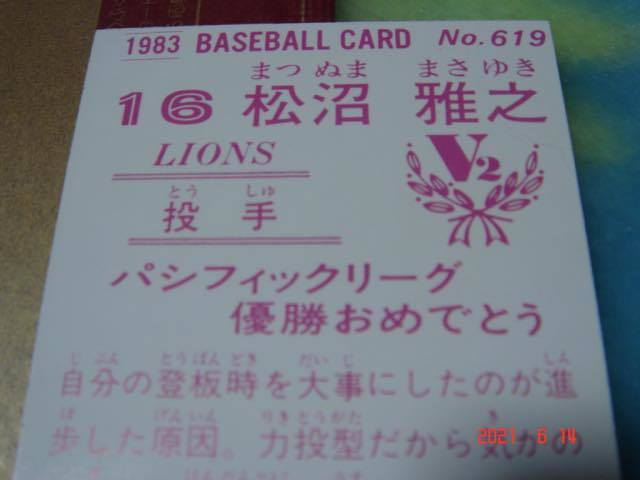 1983 BASEBALL CARD No.619
まつ ぬま まさ ゆき
16 松沼 雅之
LIONS
V2
とう しゅ
投 手
パシフィックリーグ
優勝おめでとう
じ ぶん とうばん どき だい じ しん
自分の登板時を大事にしたのが進
ぽ げんいん りきとうがた き
歩した原因。力投型だから気がの
2021 6 14